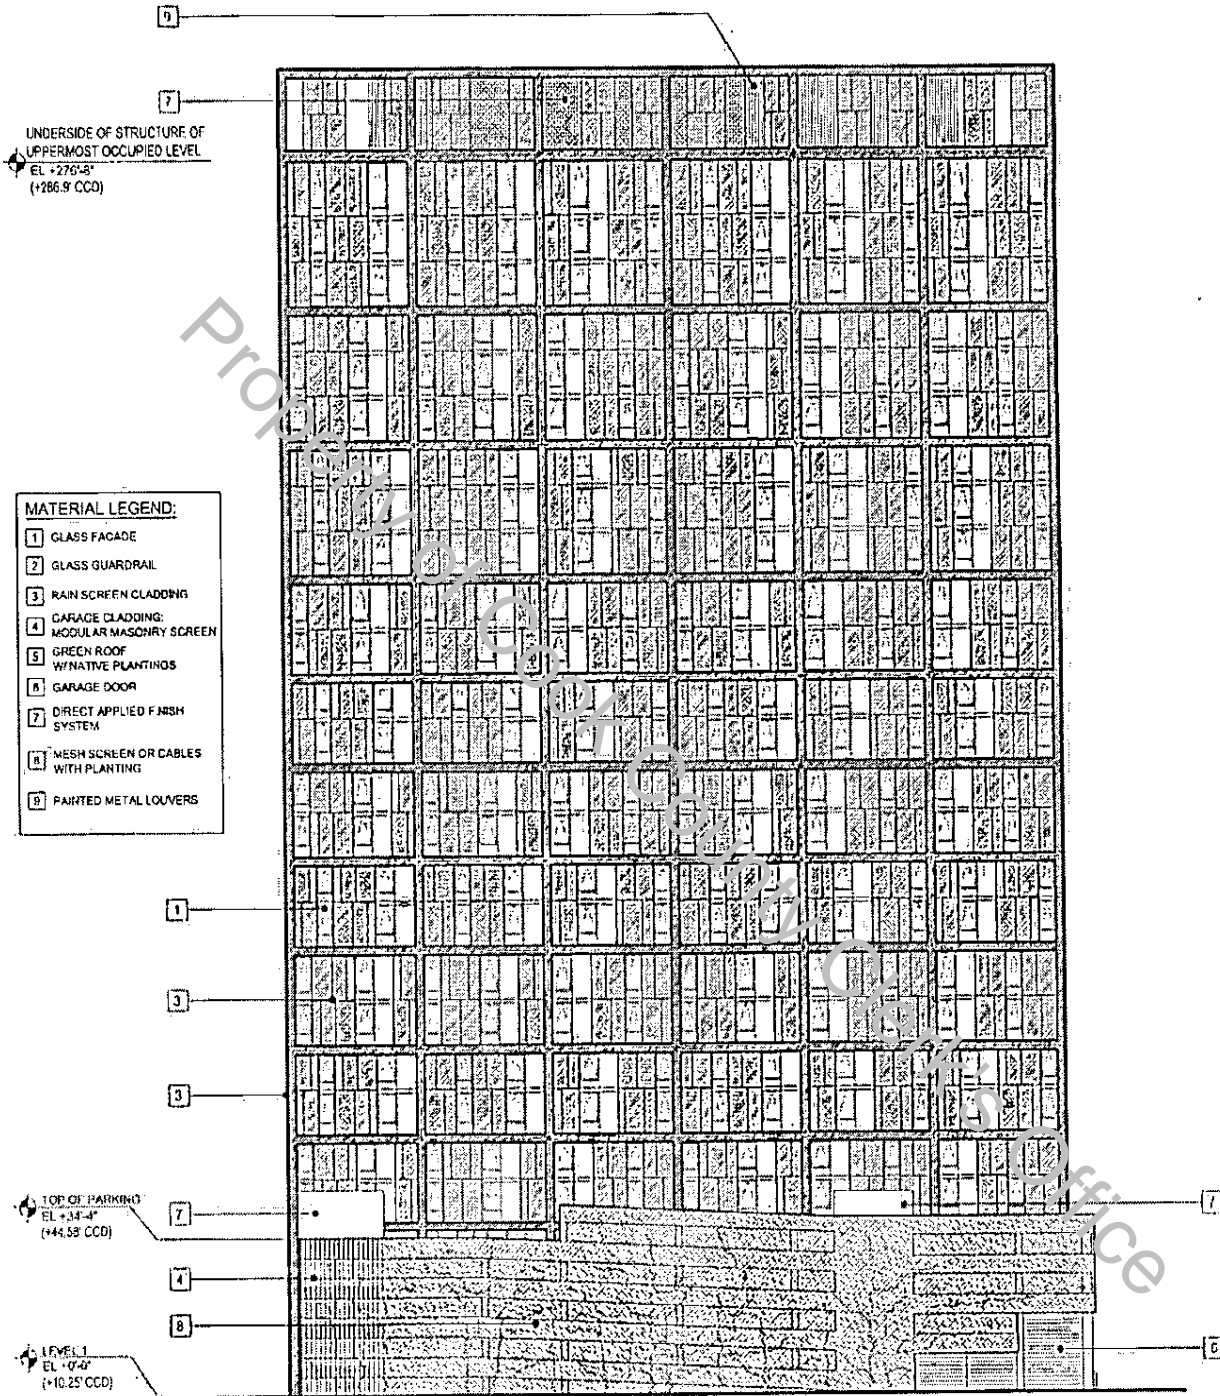 9
7
UNDERSIDE OF STRUCTURE OF
UPPERMOST OCCUPIED LEVEL
EL +276'-8"
(+286.9' CCD)
MATERIAL LEGEND:
1 GLASS FACADE
2 GLASS GUARDRAIL
3 RAIN SCREEN CLADDING
4 GARAGE CLADDING:
MODULAR MASONRY SCREEN
5 GREEN ROOF
W/NATIVE PLANTINGS
6 GARAGE DOOR
7 DIRECT APPLIED FINISH
SYSTEM
8 MESH SCREEN OR CABLES
WITH PLANTING
9 PAINTED METAL LOUVERS
1
3
3
TOP OF PARKING
EL +34'-4"
(+44.58' CCD)
7
7
4
8
LEVEL 1
EL +0'-0"
(+10.25' CCD)
6
Property of Cook County Clerk's Office